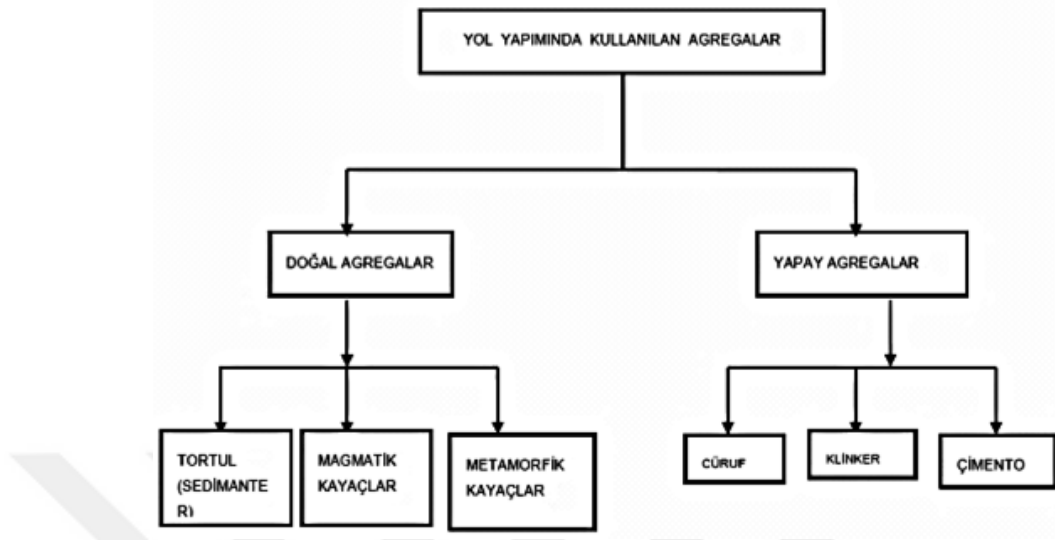 YOL YAPIMINDA KULLANILAN AGREGALAR
DOĞAL AGREGALAR
YAPAY AGREGALAR
TORTUL
(SEDİMANTE
R)
MAGMATİK
KAYAÇLAR
METAMORFİK
KAYAÇLAR
CÜRUF
KLİNKER
ÇİMENTO